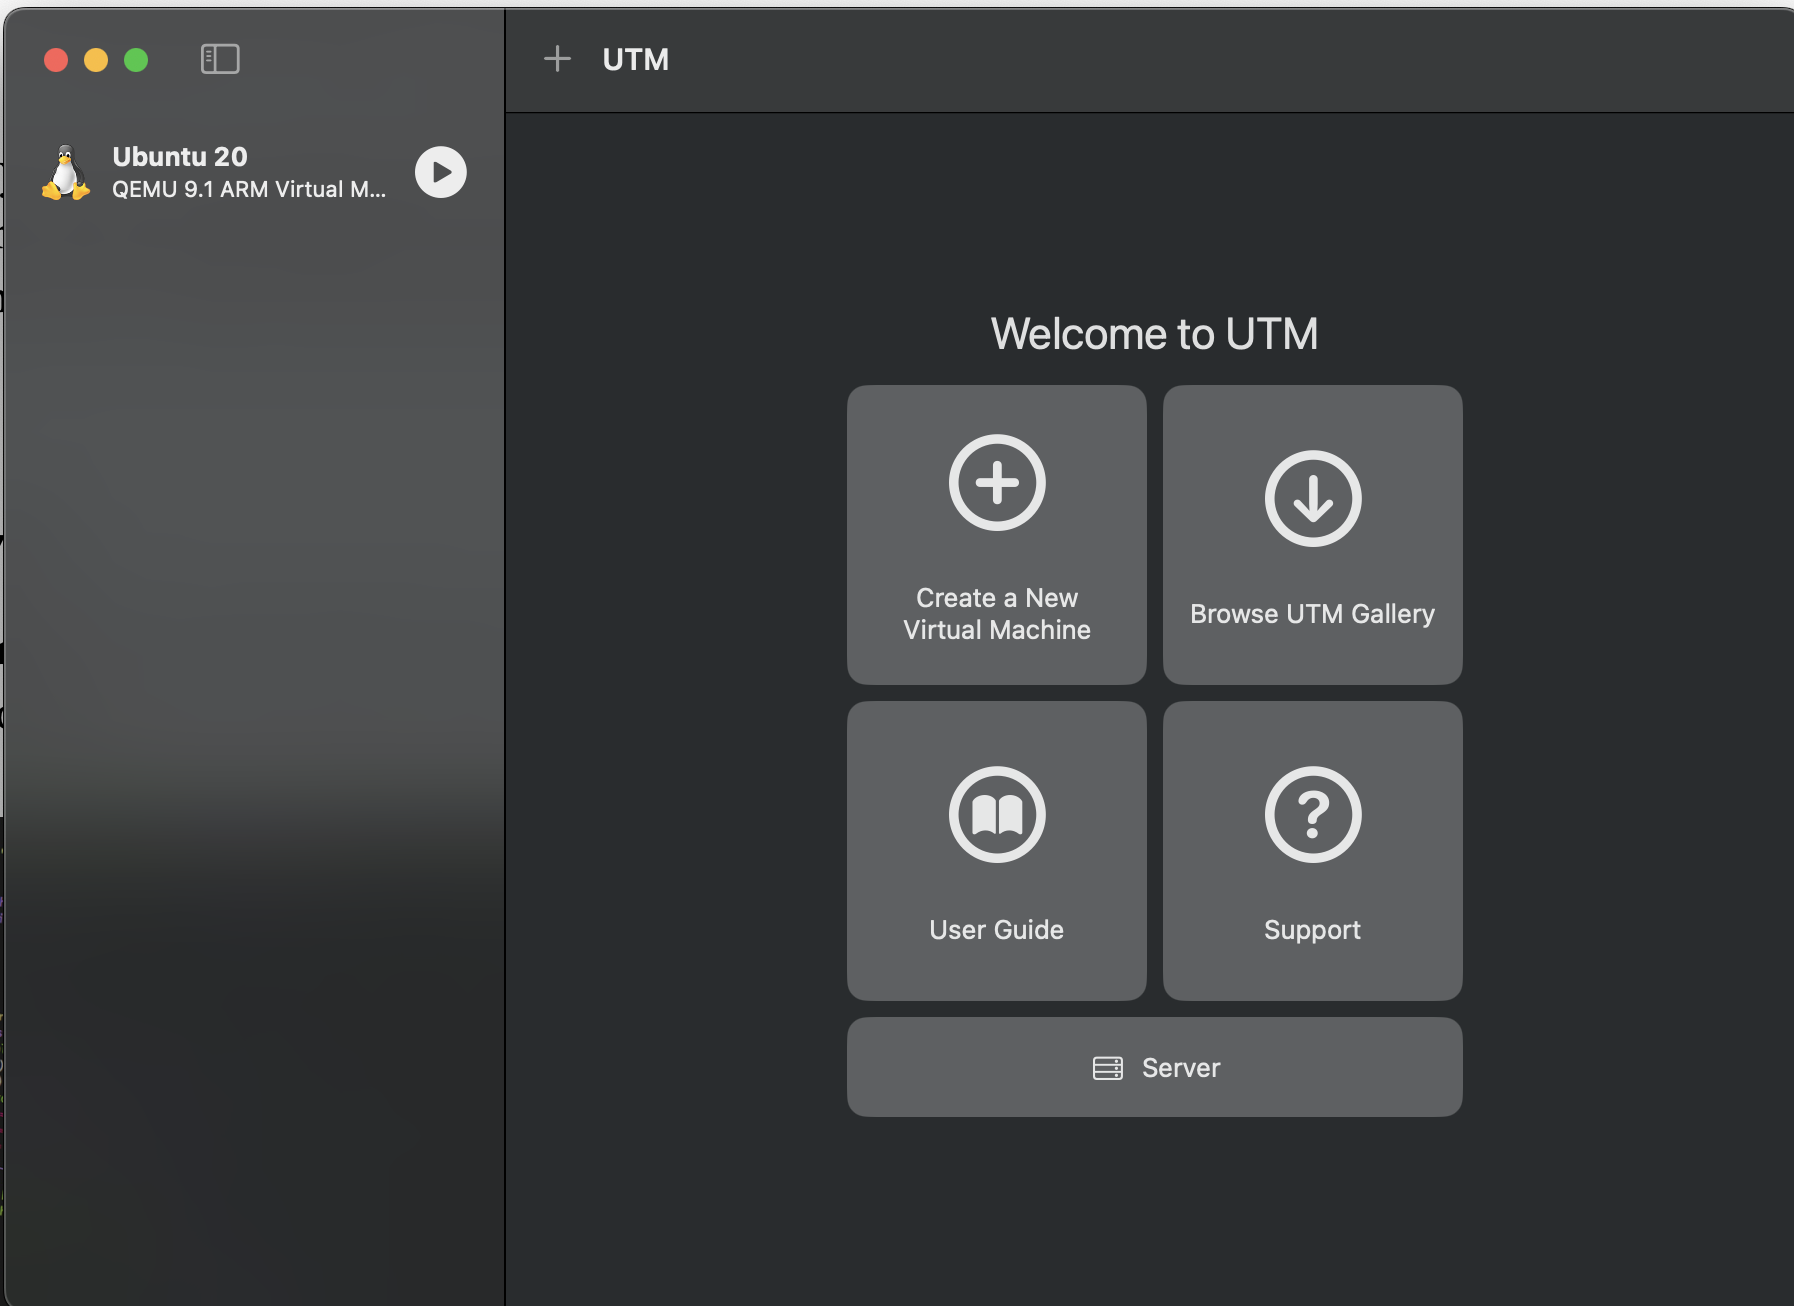 UTM
Ubuntu 20
QEMU 9.1 ARM Virtual M...
Welcome to UTM
Create a New
Virtual Machine
Browse UTM Gallery
User Guide
Support
Server